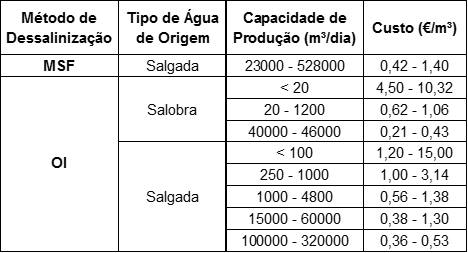 Método de Dessalinização Tipo de Água de Origem Capacidade de Produção (m³/dia) Custo (€/m³)
MSF Salgada 23000 - 528000 0,42 - 1,40
OI Salobra < 20 4,50 - 10,32
20 - 1200 0,62 - 1,06
40000 - 46000 0,21 - 0,43
Salgada < 100 1,20 - 15,00
250 - 1000 1,00 - 3,14
1000 - 4800 0,56 - 1,38
15000 - 60000 0,38 - 1,30
100000 - 320000 0,36 - 0,53